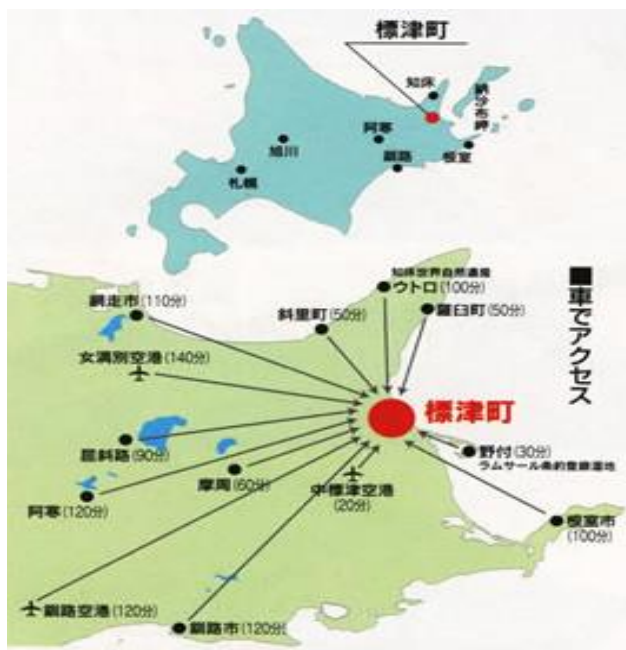 標津町
知床
納沙布岬
阿寒
旭川
釧路
根室
札幌
■車でアクセス
知床世界自然遺産
ウトロ(100分)
網走市(110分)
斜里町(50分)
羅臼町(50分)
女満別空港(140分)
標津町
屈斜路(90分)
摩周(60分)
野付(30分)
ラムサール条約登録湿地
中標津空港
(20分)
阿寒(120分)
根室市
(100分)
釧路空港(120分)
釧路市(120分)